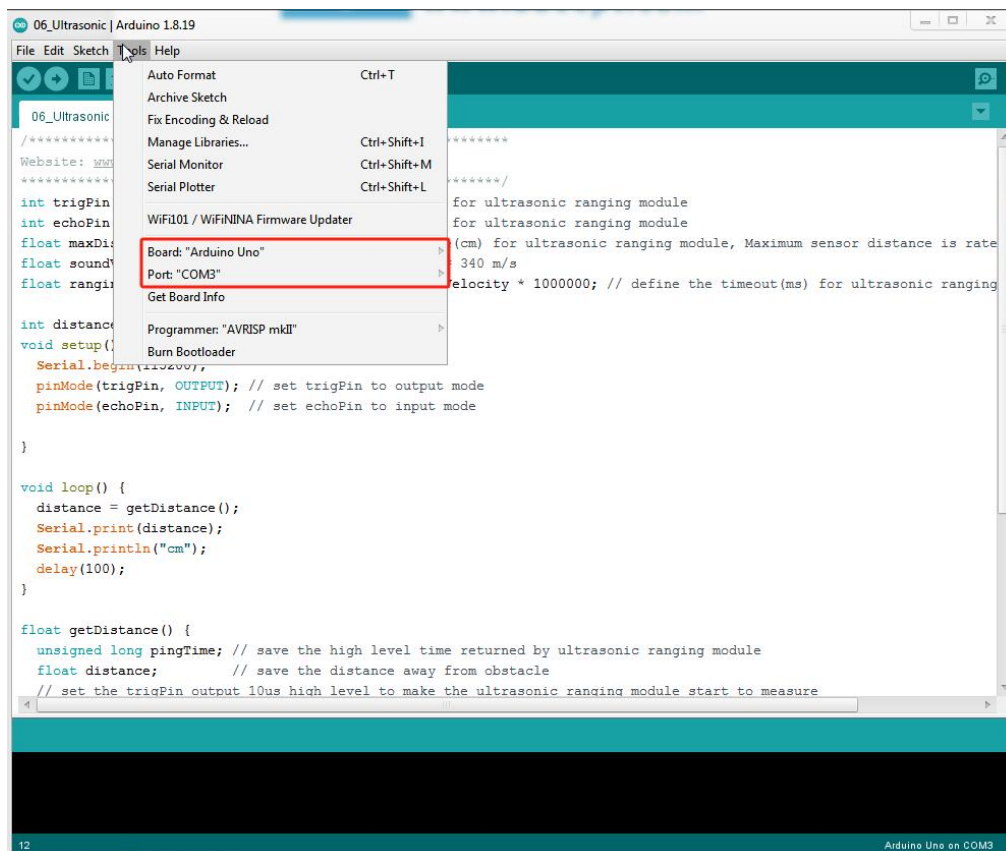 06_Ultrasonic | Arduino 1.8.19
File Edit Sketch Tools Help
Auto Format Ctrl+T
Archive Sketch
Fix Encoding & Reload
Manage Libraries... Ctrl+Shift+I
Serial Monitor Ctrl+Shift+M
Serial Plotter Ctrl+Shift+L
WiFi101 / WiFiNINA Firmware Updater
Board: "Arduino Uno"
Port: "COM3"
Get Board Info
Programmer: "AVRISP mkII"
Burn Bootloader
06_Ultrasonic
/*********** *******
Website: www
*********** ******/
int trigPin for ultrasonic ranging module
int echoPin for ultrasonic ranging module
float maxDis (cm) for ultrasonic ranging module, Maximum sensor distance is rate
float soundV 340 m/s
float rangin Velocity * 1000000; // define the timeout(ms) for ultrasonic ranging
int distance
void setup()
Serial.begin(115200);
pinMode(trigPin, OUTPUT); // set trigPin to output mode
pinMode(echoPin, INPUT); // set echoPin to input mode
}
void loop() {
distance = getDistance();
Serial.print(distance);
Serial.println("cm");
delay(100);
}
float getDistance() {
unsigned long pingTime; // save the high level time returned by ultrasonic ranging module
float distance; // save the distance away from obstacle
// set the trigPin output 10us high level to make the ultrasonic ranging module start to measure
12
Arduino Uno on COM3